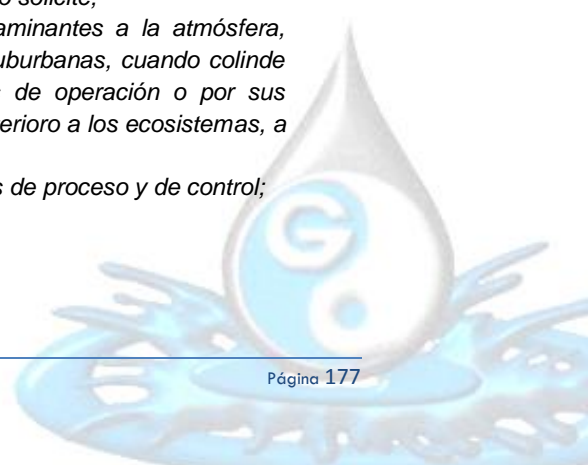 o solicite;
aminantes a la atmósfera,
uburbanas, cuando colinde
de operación o por sus
erioro a los ecosistemas, a
s de proceso y de control;
G
Página 177